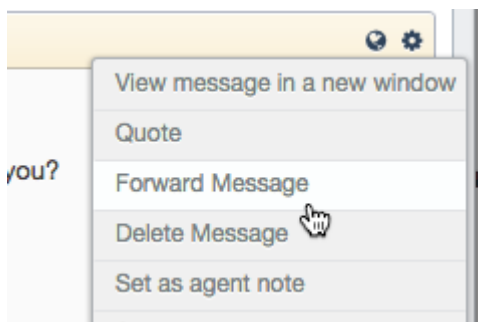 View message in a new window
Quote
you?
Forward Message
Delete Message
Set as agent note